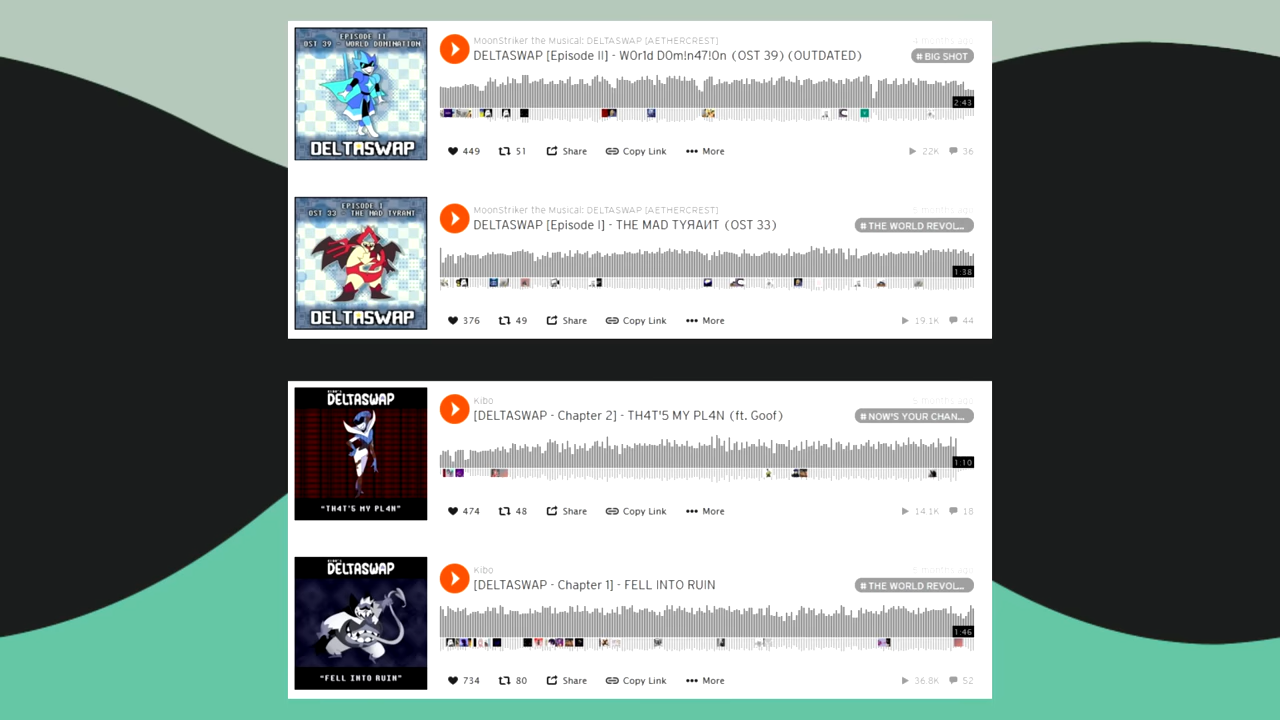 EPISODE II
OST 39 - WORLD DOMINATION
DELTASWAP
MoonStriker the Musical: DELTASWAP [AETHERCREST]
4 months ago
DELTASWAP [Episode II] - W0r1d D0m!n47!0n (OST 39) (OUTDATED)
# BIG SHOT
2:43
449 51 Share Copy Link More
22K 36
EPISODE I
OST 33 - THE MAD TYRANT
DELTASWAP
MoonStriker the Musical: DELTASWAP [AETHERCREST]
DELTASWAP [Episode I] - THE MAD TYЯAИT (OST 33)
# THE WORLD REVOL...
1:38
376 49 Share Copy Link More
19.1K 44
DELTASWAP
"TH4T'5 MY PL4N"
Kibo
5 months ago
[DELTASWAP - Chapter 2] - TH4T'5 MY PL4N (ft. Goof)
# NOW'S YOUR CHAN...
1:10
474 48 Share Copy Link More
14.1K 18
DELTASWAP
"FELL INTO RUIN"
Kibo
5 months ago
[DELTASWAP - Chapter 1] - FELL INTO RUIN
# THE WORLD REVOL...
1:46
734 80 Share Copy Link More
36.8K 52